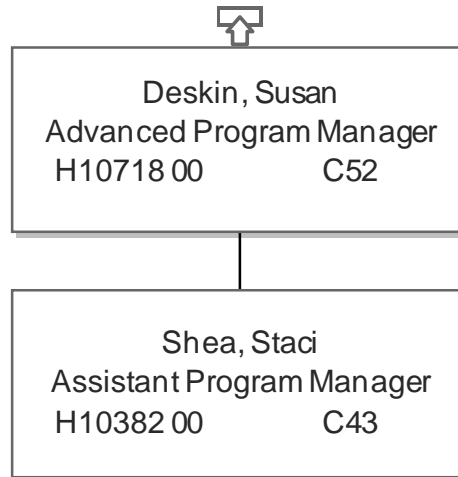 Deskin, Susan
Advanced Program Manager
H10718 00 C52
Shea, Staci
Assistant Program Manager
H10382 00 C43